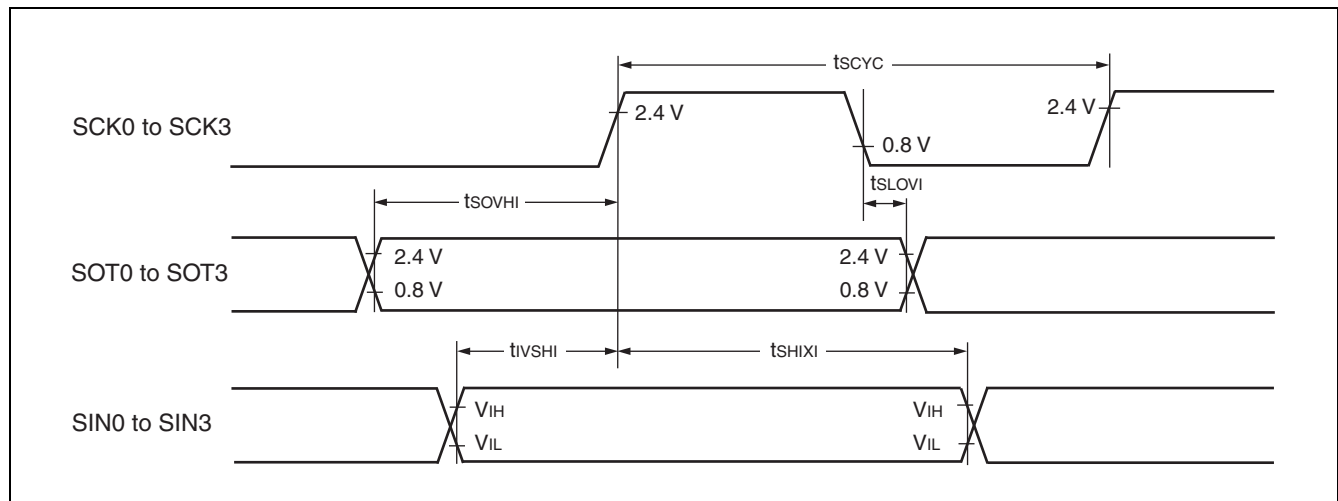 tSCYC
SCK0 to SCK3
2.4 V
2.4 V
0.8 V
tSLOVI
tSOVHI
SOT0 to SOT3
2.4 V
2.4 V
0.8 V
0.8 V
tIVSHI
tSHIXI
SIN0 to SIN3
VIH
VIH
VIL
VIL